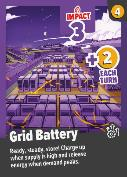 IMPACT
4
3
+2
EACH
TURN
Grid Battery
Ready, steady, store! Charge up
when supply is high and release
energy when demand peaks.